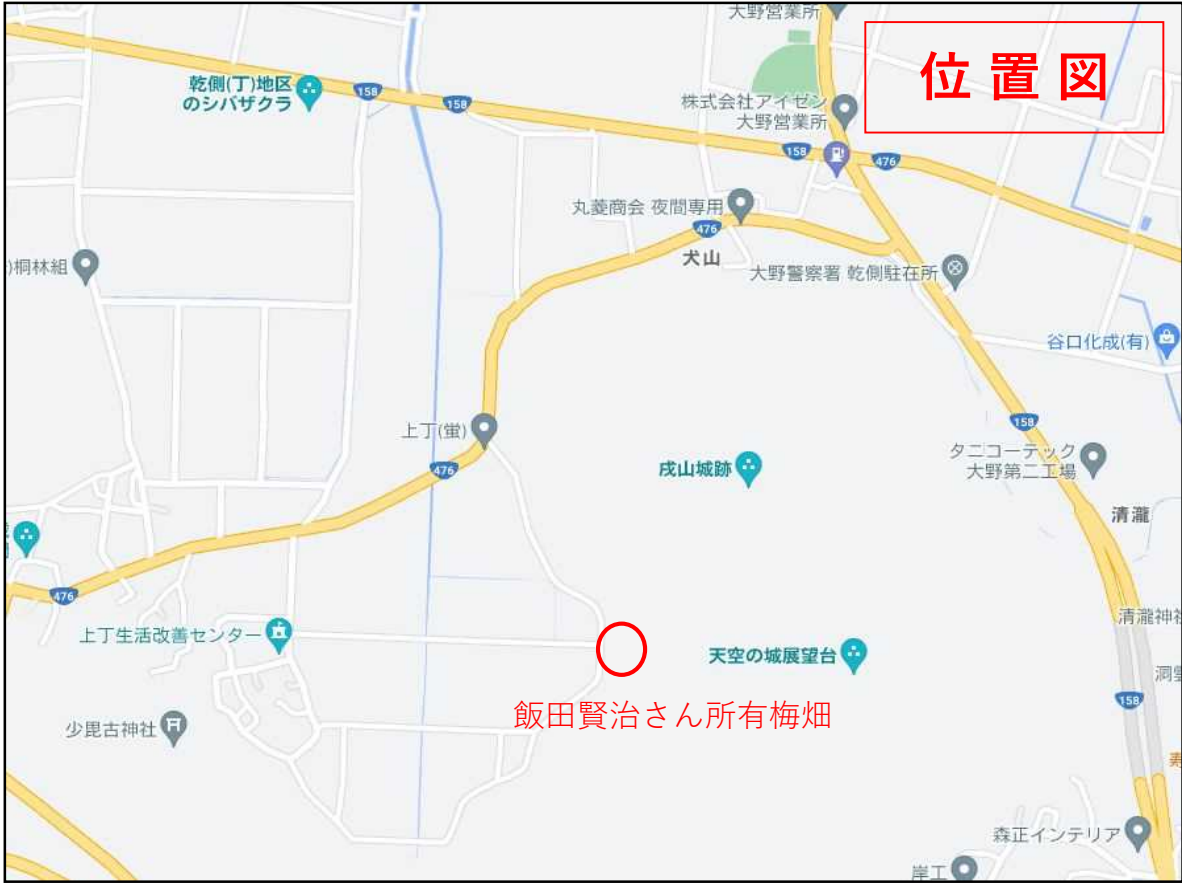 大野営業所
位置図
乾側(丁)地区
のシバザクラ
158
158
株式会社アイゼン
大野営業所
158
476
丸菱商会 夜間専用
476
犬山
)桐林組
大野警察署 乾側駐在所
谷口化成(有)
上丁(蛍)
158
476
戌山城跡
タニコーテック
大野第二工場
清瀧
476
上丁生活改善センター
清瀧神社
天空の城展望台
洞雲
158
飯田賢治さん所有梅畑
少毘古神社
寿
森正インテリア
岸工